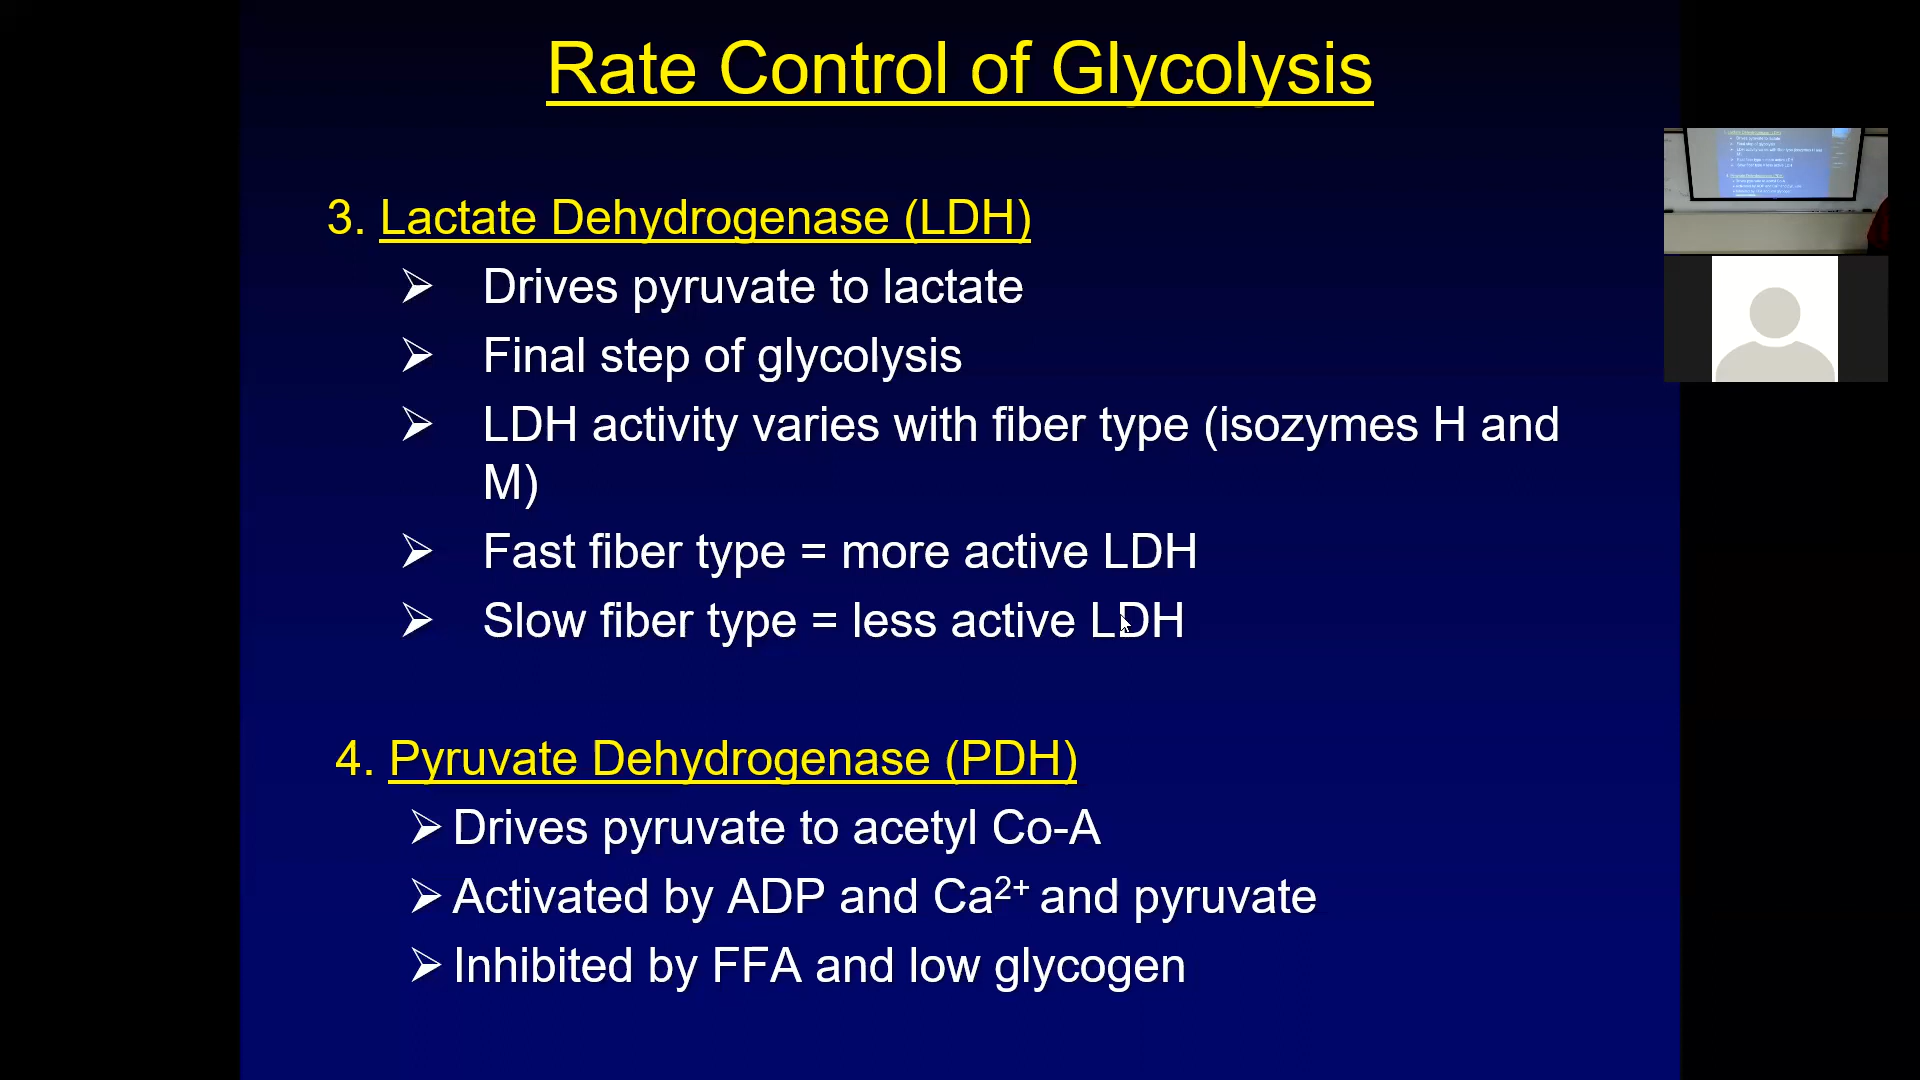 Rate Control of Glycolysis
3. Lactate Dehydrogenase (LDH)
➢ Drives pyruvate to lactate
➢ Final step of glycolysis
➢ LDH activity varies with fiber type (isozymes H and
M)
➢ Fast fiber type = more active LDH
➢ Slow fiber type = less active LDH
4. Pyruvate Dehydrogenase (PDH)
➢ Drives pyruvate to acetyl Co-A
➢ Activated by ADP and Ca²⁺ and pyruvate
➢ Inhibited by FFA and low glycogen